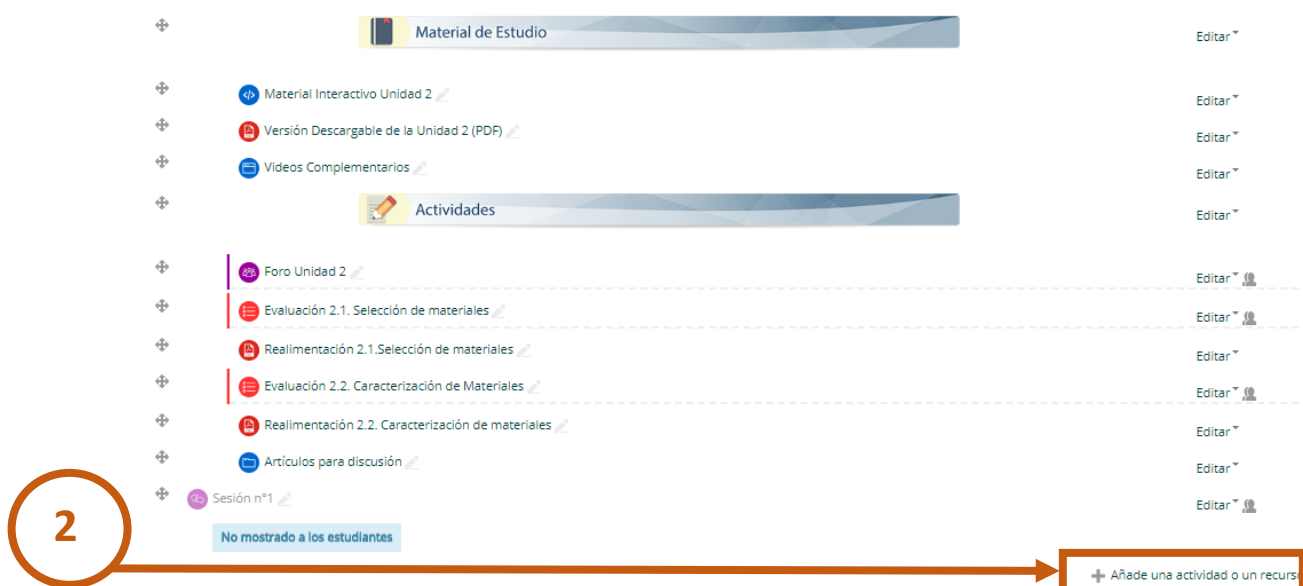 Material de Estudio
Editar
Material Interactivo Unidad 2
Editar
Versión Descargable de la Unidad 2 (PDF)
Editar
Videos Complementarios
Editar
Actividades
Editar
Foro Unidad 2
Editar
Evaluación 2.1. Selección de materiales
Editar
Realimentación 2.1.Selección de materiales
Editar
Evaluación 2.2. Caracterización de Materiales
Editar
Realimentación 2.2. Caracterización de materiales
Editar
Artículos para discusión
Editar
Sesión n°1
Editar
2
No mostrado a los estudiantes
Añade una actividad o un recurs